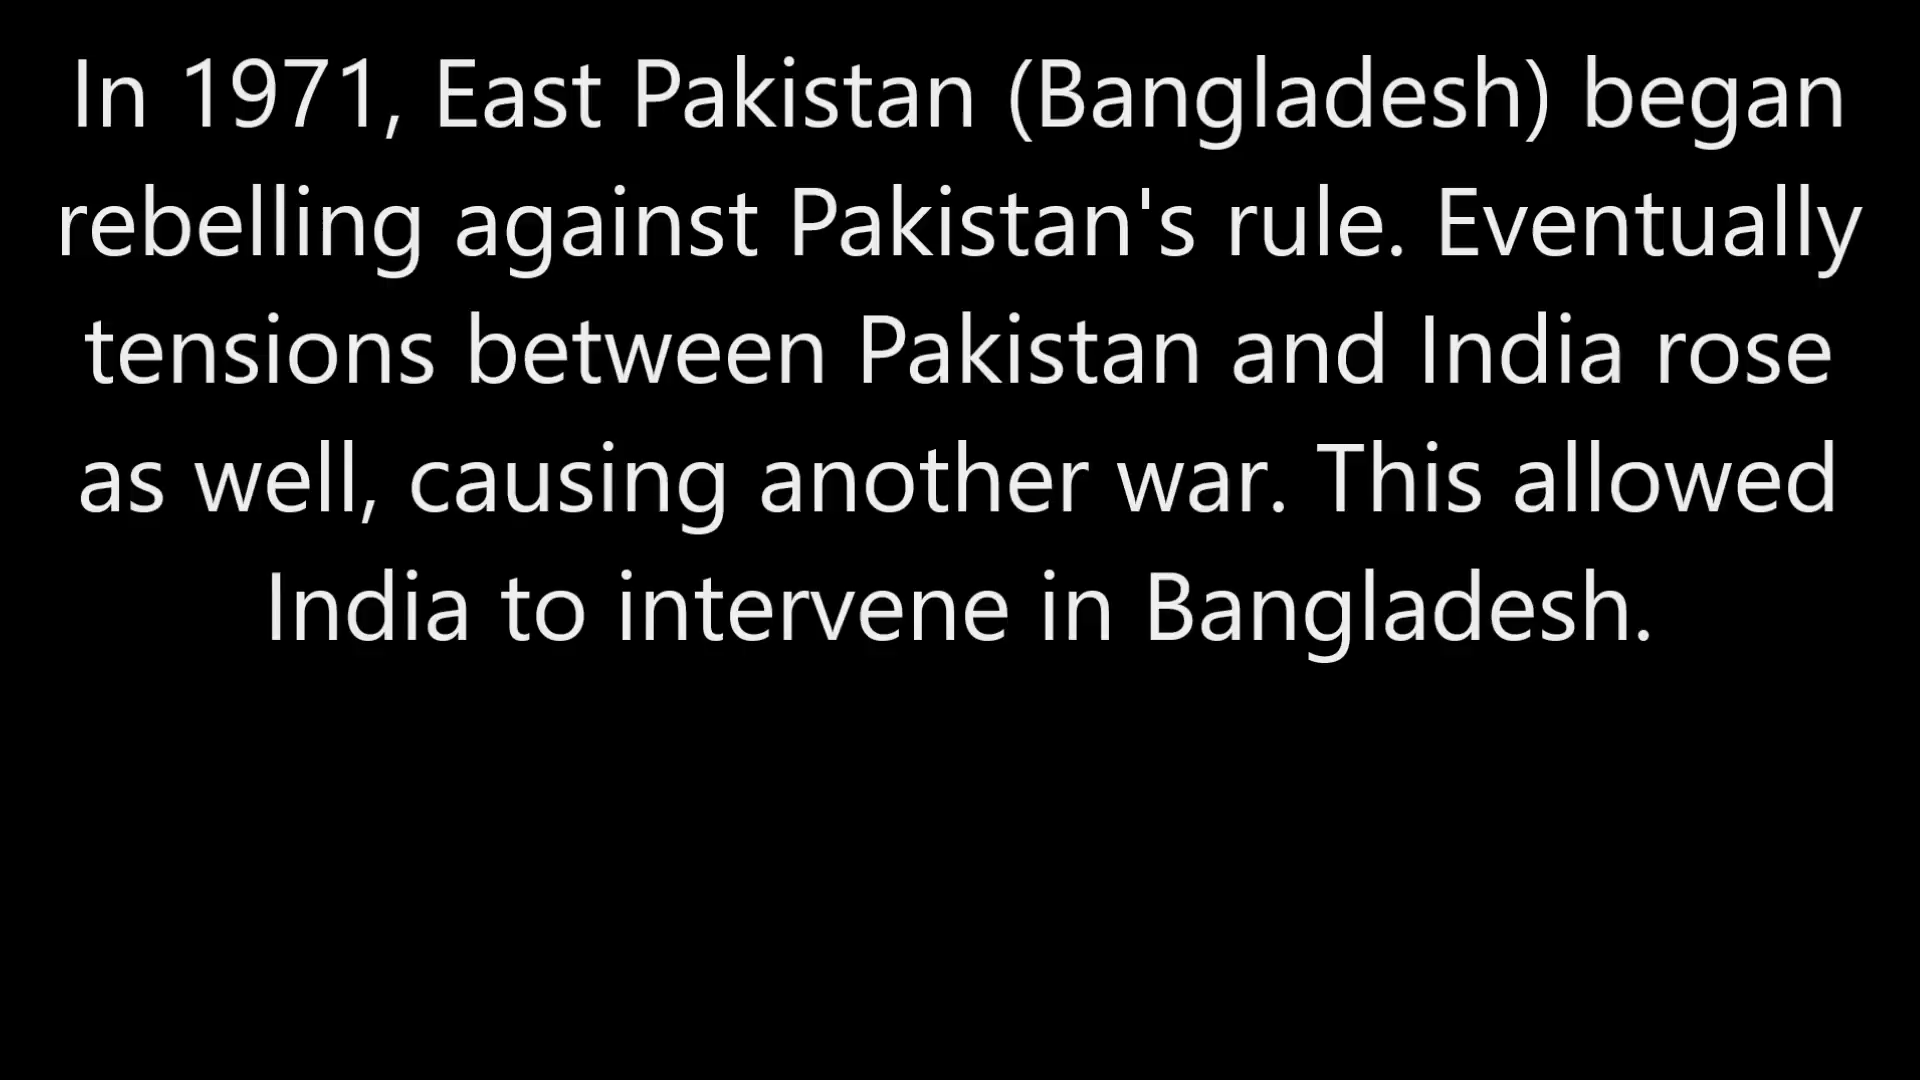 In 1971, East Pakistan (Bangladesh) began
rebelling against Pakistan's rule. Eventually
tensions between Pakistan and India rose
as well, causing another war. This allowed
India to intervene in Bangladesh.